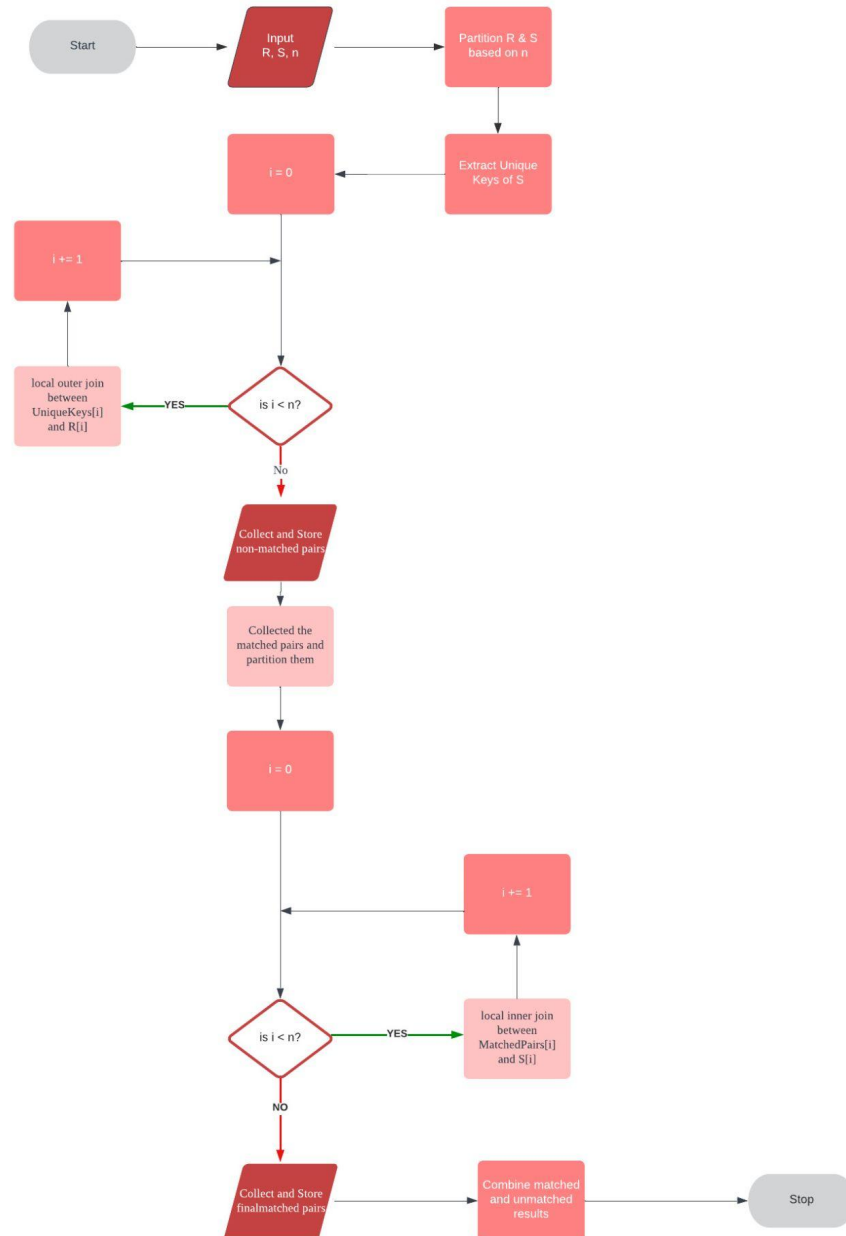 Start
Input
R, S, n
Partition R & S
based on n
Extract Unique
Keys of S
i = 0
i += 1
local outer join
between
UniqueKeys[i]
and R[i]
YES
is i < n?
No
Collect and Store
non-matched pairs
Collected the
matched pairs and
partition them
i = 0
i += 1
is i < n?
YES
local inner join
between
MatchedPairs[i]
and S[i]
NO
Collect and Store
finalmatched pairs
Combine matched
and unmatched
results
Stop